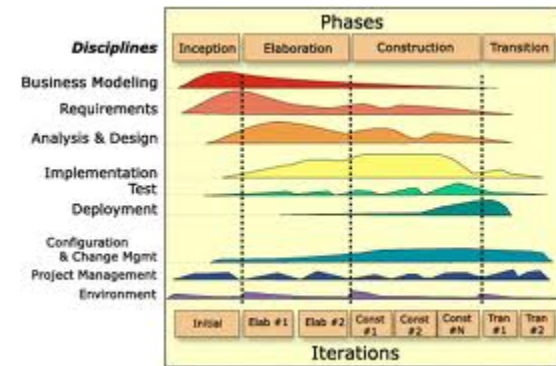 Phases
Disciplines
Inception
Elaboration
Construction
Transition
Business Modeling
Requirements
Analysis & Design
Implementation
Test
Deployment
Configuration
& Change Mgmt
Project Management
Environment
Initial
Elab #1
Elab #2
Const
#1
Const
#2
Const
#N
Tran
#1
Tran
#2
Iterations